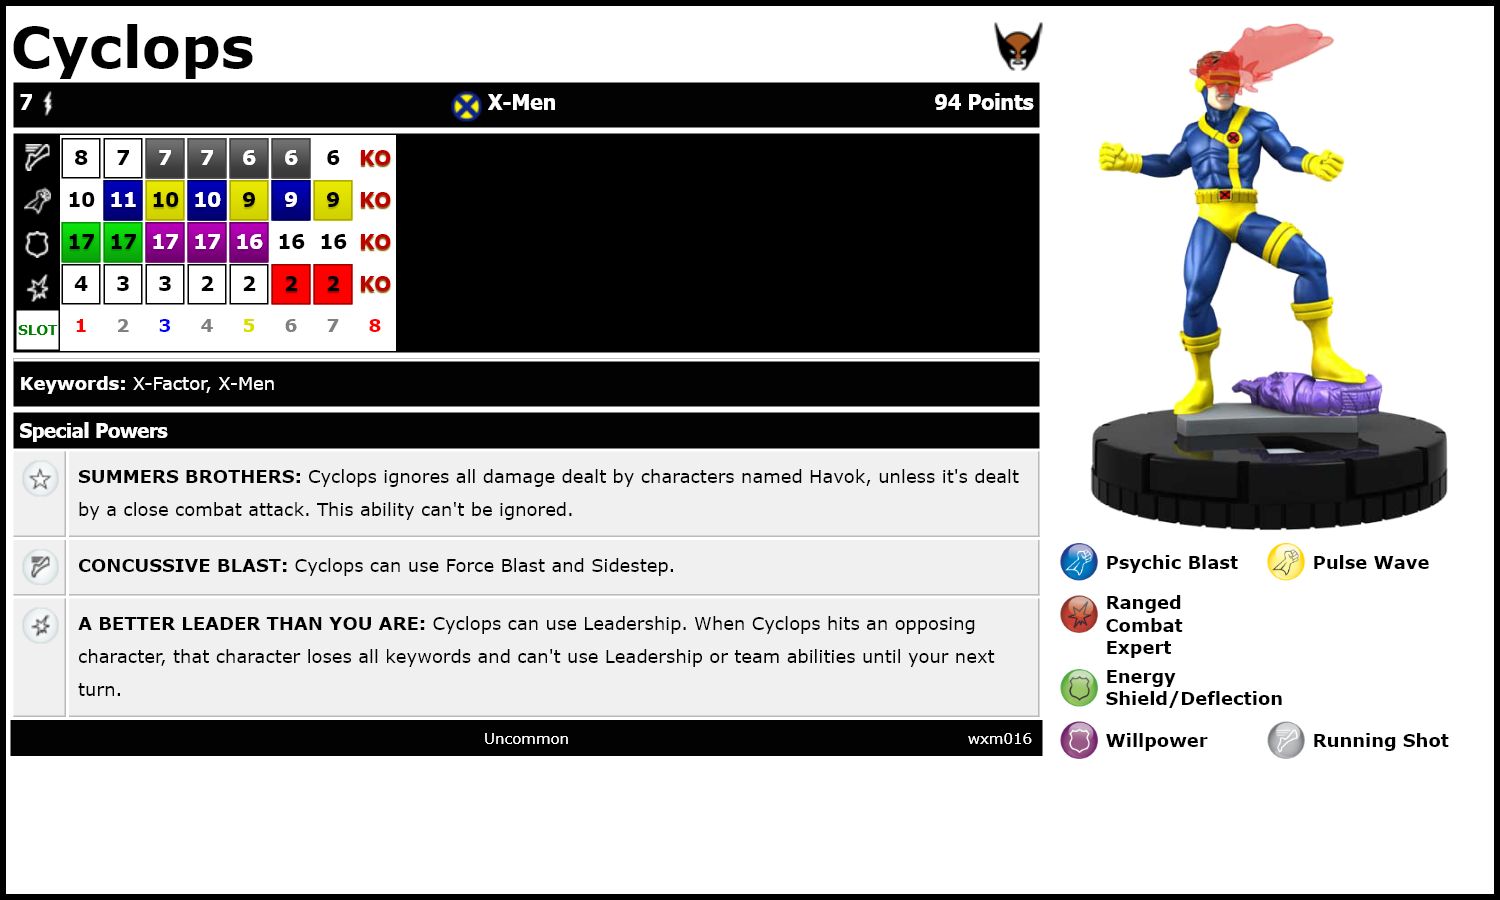 Cyclops
7 X-Men 94 Points
8 7 7 7 6 6 6 KO
10 11 10 10 9 9 9 KO
17 17 17 17 16 16 16 KO
4 3 3 2 2 2 2 KO
SLOT 1 2 3 4 5 6 7 8
Keywords: X-Factor, X-Men
Special Powers
SUMMERS BROTHERS: Cyclops ignores all damage dealt by characters named Havok, unless it's dealt
by a close combat attack. This ability can't be ignored.
CONCUSSIVE BLAST: Cyclops can use Force Blast and Sidestep.
A BETTER LEADER THAN YOU ARE: Cyclops can use Leadership. When Cyclops hits an opposing
character, that character loses all keywords and can't use Leadership or team abilities until your next
turn.
Uncommon wxm016
Psychic Blast Pulse Wave
Ranged
Combat
Expert
Energy
Shield/Deflection
Willpower Running Shot